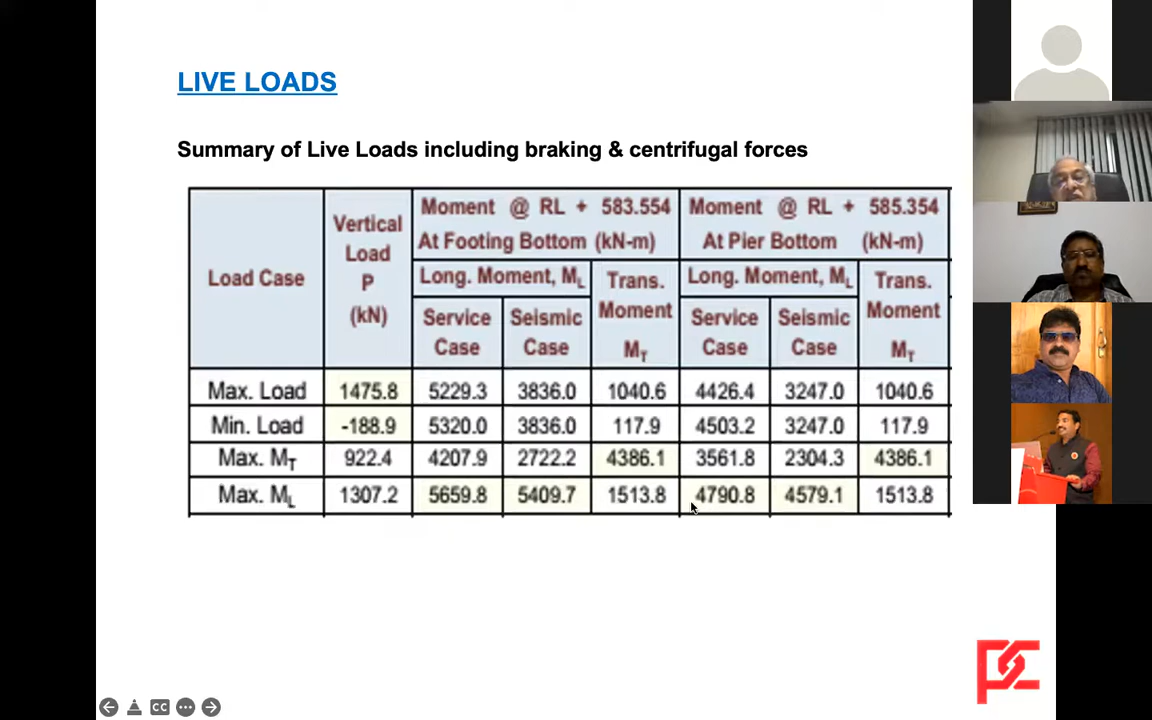 LIVE LOADS
Summary of Live Loads including braking & centrifugal forces
Load Case
Vertical
Load
P
(kN)
Moment @ RL + 583.554
At Footing Bottom (kN-m)
Moment @ RL + 585.354
At Pier Bottom (kN-m)
Long. Moment, ML
Trans.
Moment
MT
Long. Moment, ML
Trans.
Moment
MT
Service
Case
Seismic
Case
Service
Case
Seismic
Case
Max. Load 1475.8 5229.3 3836.0 1040.6 4426.4 3247.0 1040.6
Min. Load -188.9 5320.0 3836.0 117.9 4503.2 3247.0 117.9
Max. MT 922.4 4207.9 2722.2 4386.1 3561.8 2304.3 4386.1
Max. ML 1307.2 5659.8 5409.7 1513.8 4790.8 4579.1 1513.8
CC